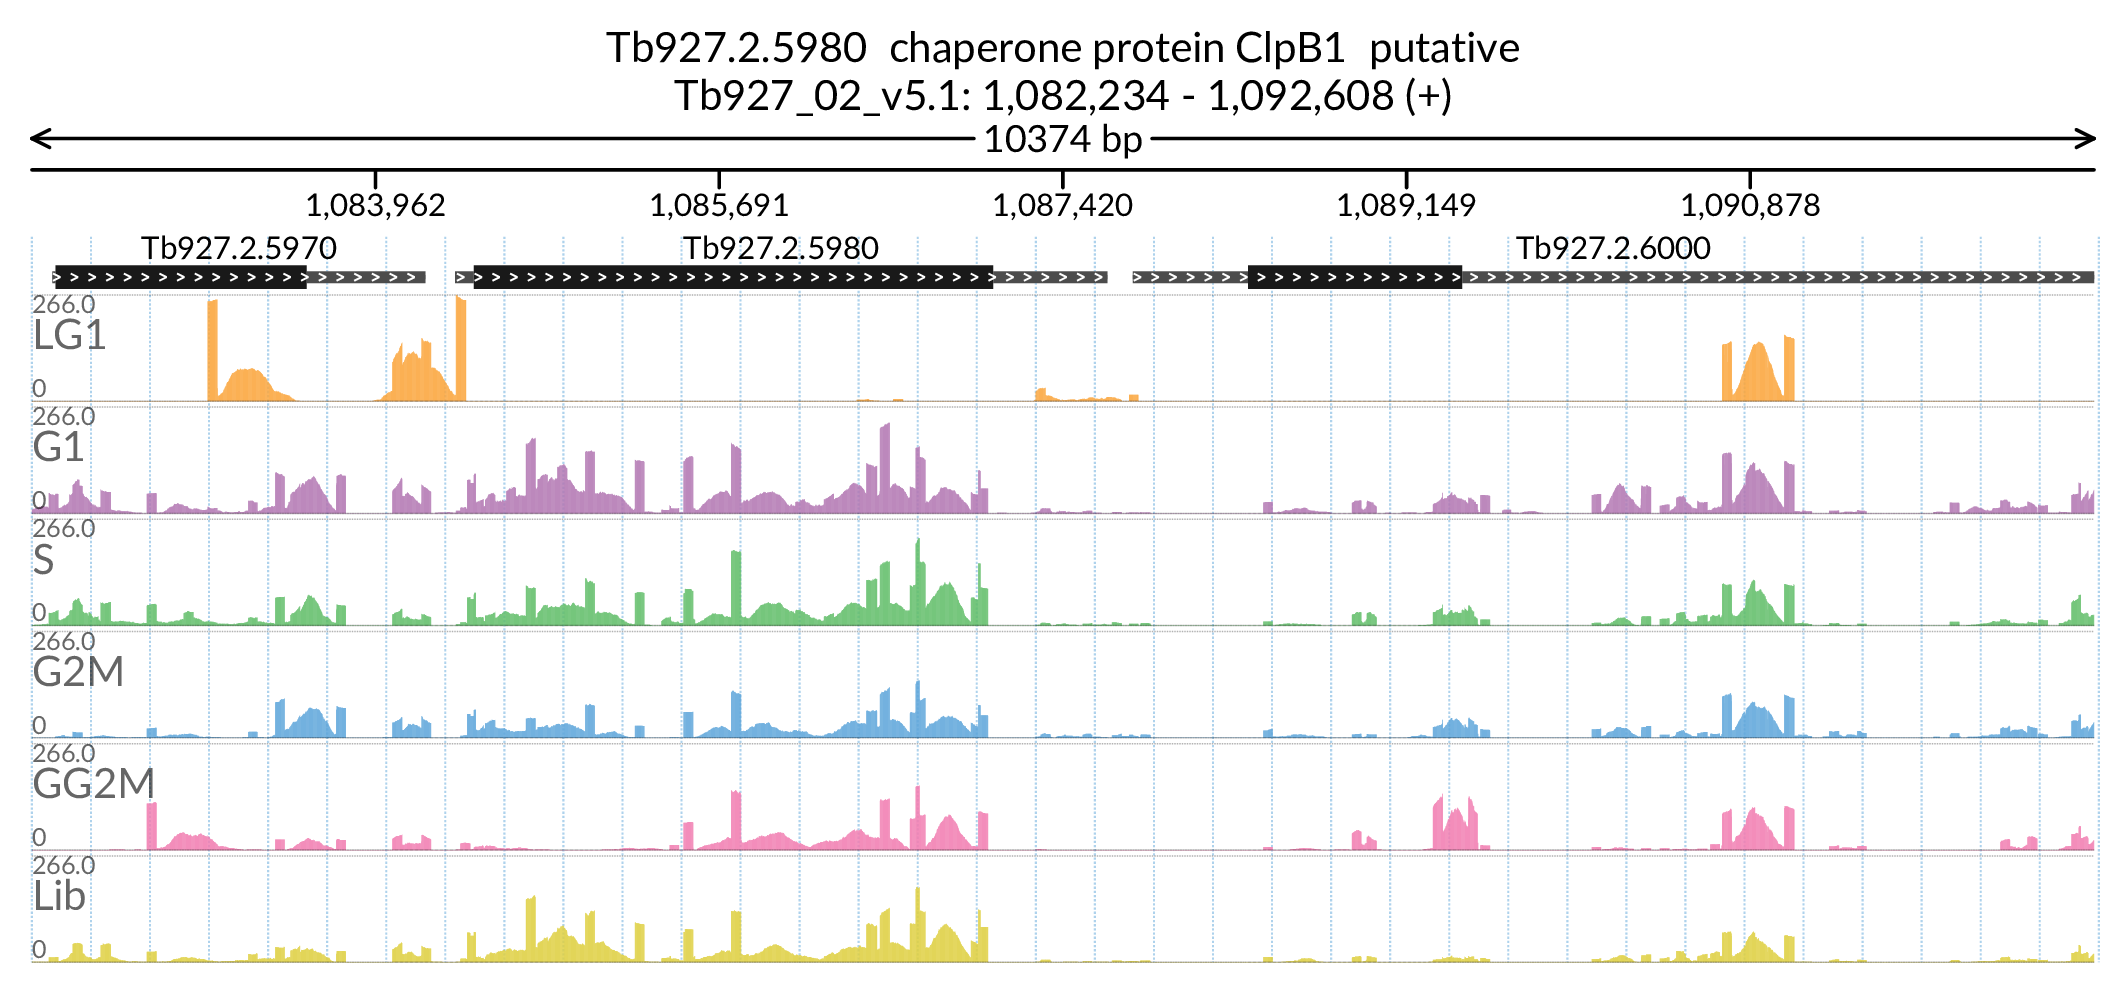 Tb927.2.5980  chaperone protein ClpB1  putative
Tb927_02_v5.1: 1,082,234 - 1,092,608 (+)
10374 bp
1,083,962 1,085,691 1,087,420 1,089,149 1,090,878
Tb927.2.5970 Tb927.2.5980 Tb927.2.6000
266.0
LG1
0
266.0
G1
0
266.0
S
0
266.0
G2M
0
266.0
GG2M
0
266.0
Lib
0